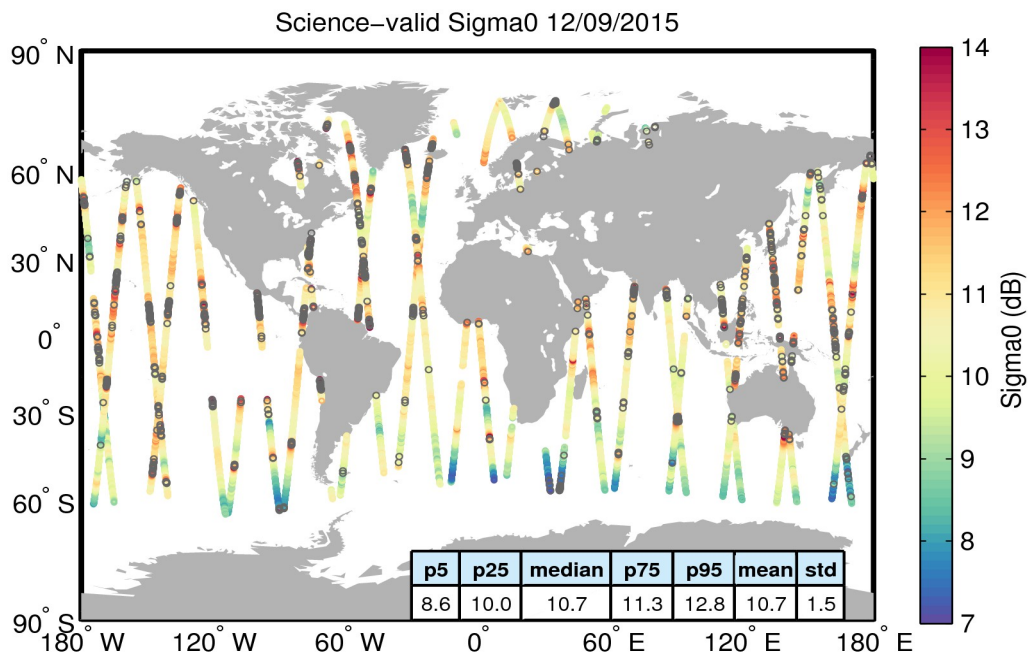 Science−valid Sigma0 12/09/2015
90° N
60° N
30° N
0°
30° S
60° S
90° S
180° W
120° W
60° W
0°
60° E
120° E
180° E
14
13
12
11
10
9
8
7
Sigma0 (dB)
p5 p25 median p75 p95 mean std
8.6 10.0 10.7 11.3 12.8 10.7 1.5